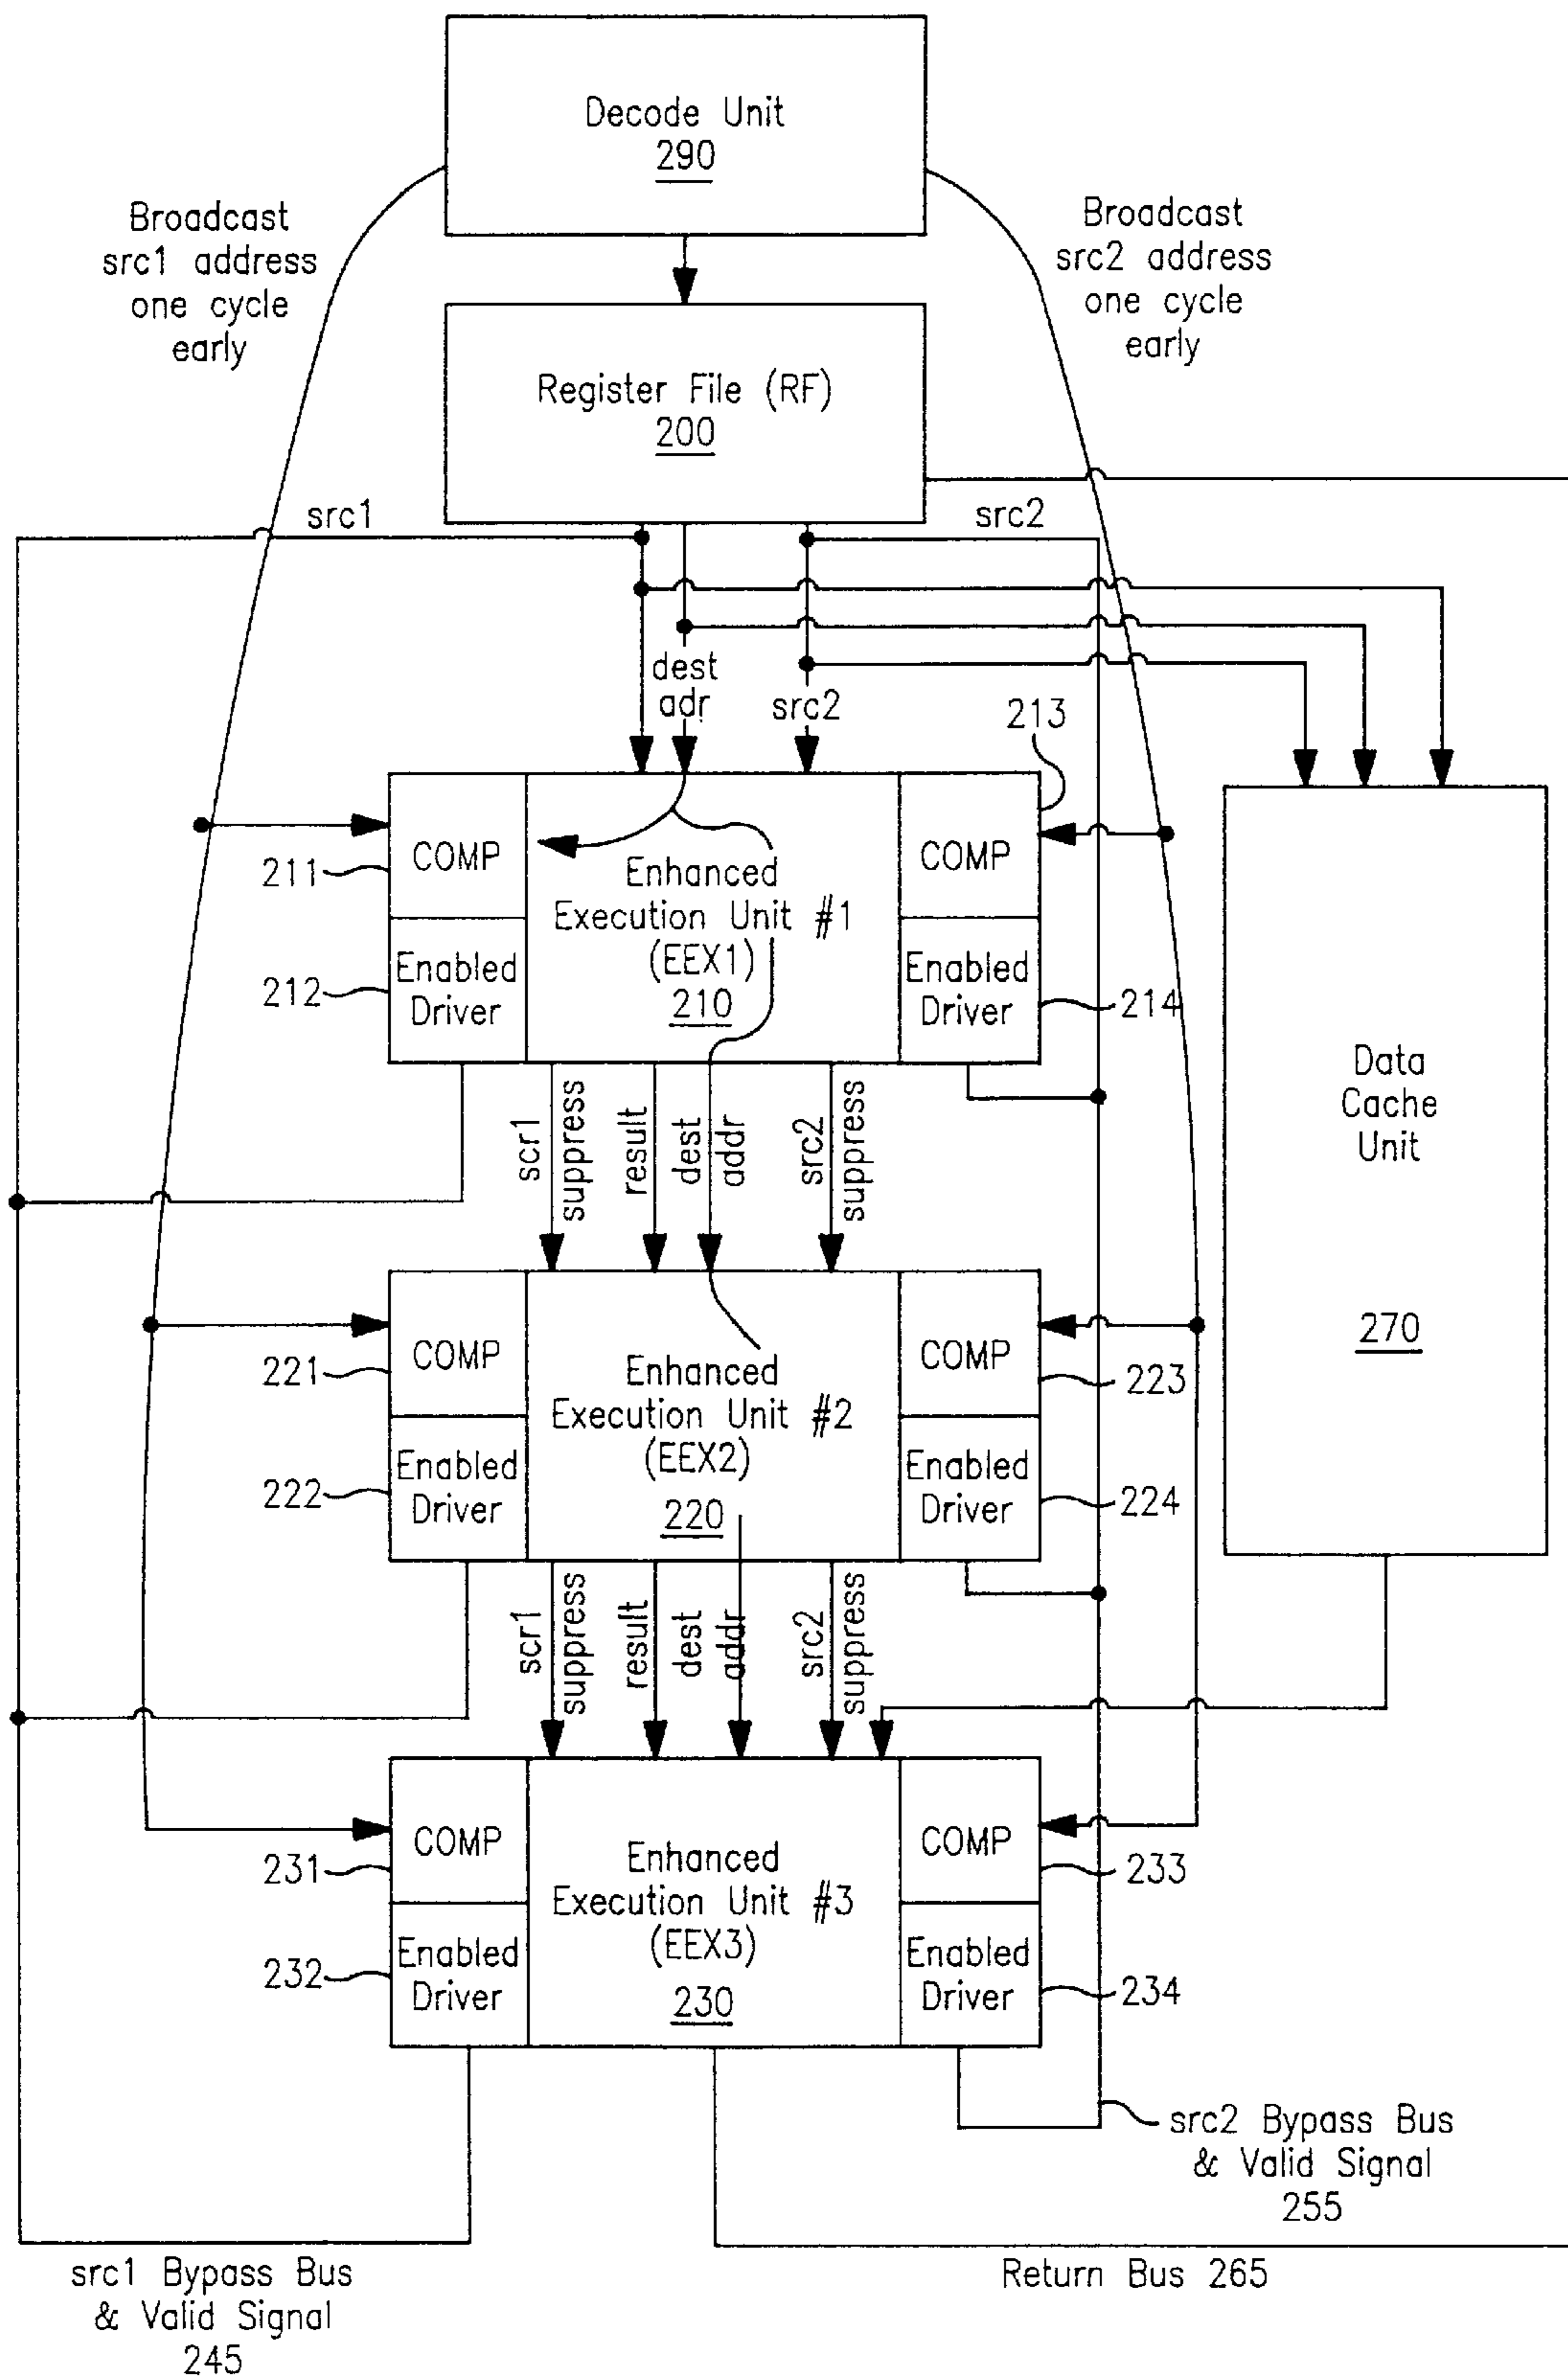 Decode Unit
290
Broadcast
src1 address
one cycle
early
Broadcast
src2 address
one cycle
early
Register File (RF)
200
src1
src2
dest
adr
src2
213
COMP
COMP
211
Enhanced
Execution Unit #1
(EEX1)
210
Enabled
Driver
Enabled
Driver
212
214
Data
Cache
Unit
270
scr1
suppress
result
dest
addr
src2
suppress
COMP
COMP
221
223
Enhanced
Execution Unit #2
(EEX2)
220
Enabled
Driver
Enabled
Driver
222
224
scr1
suppress
result
dest
addr
src2
suppress
COMP
COMP
231
233
Enhanced
Execution Unit #3
(EEX3)
230
Enabled
Driver
Enabled
Driver
232
234
src2 Bypass Bus
& Valid Signal
255
src1 Bypass Bus
& Valid Signal
245
Return Bus 265